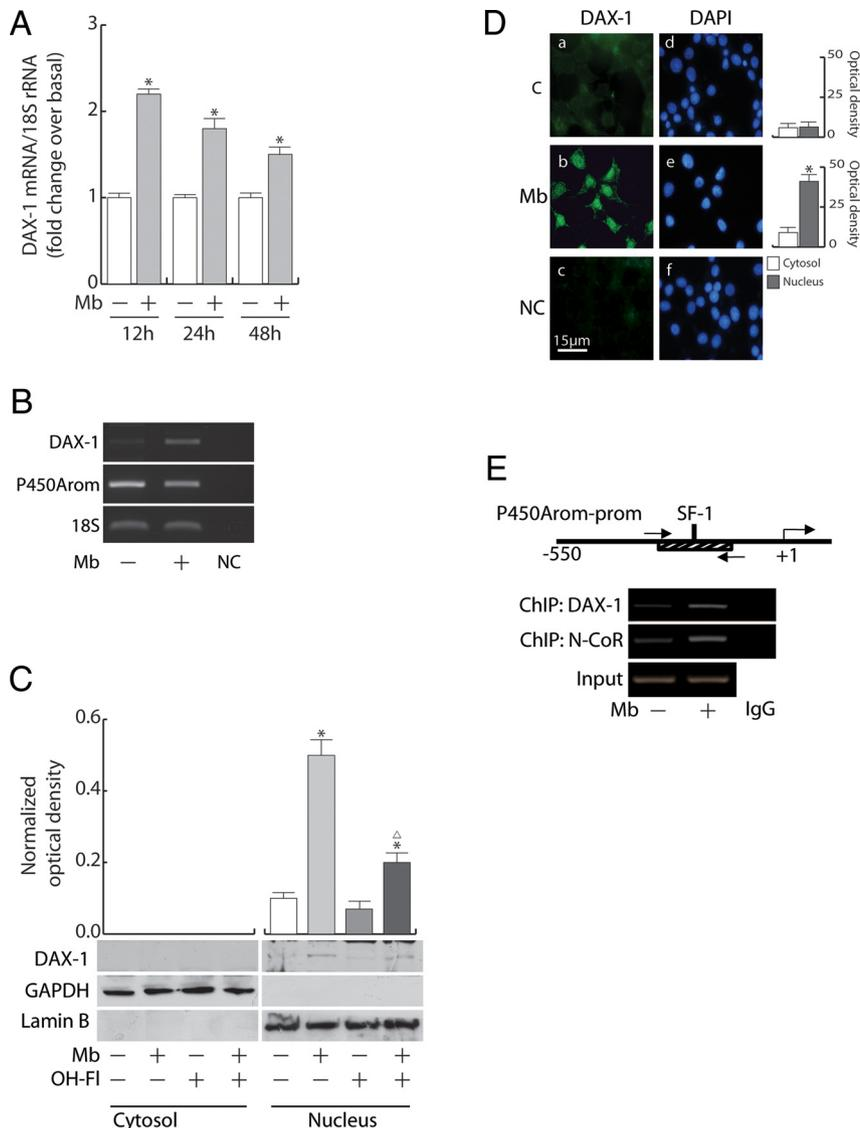 A
DAX-1 mRNA/18S rRNA
(fold change over basal)
3
2
1
0
* * *
Mb − + − + − +
12h 24h 48h
B
DAX-1
P450Arom
18S
Mb − + NC
C
Normalized
optical density
0.6
0.4
0.2
0.0
*
△
*
DAX-1
GAPDH
Lamin B
Mb − + − + − + − +
OH-Fl − − + + − − + +
Cytosol Nucleus
D
DAX-1 DAPI
C
a d
50
25
0
Optical density
Mb
b e
*
50
25
0
Optical density
Cytosol
Nucleus
NC
c f
15µm
E
P450Arom-prom SF-1
-550 +1
ChIP: DAX-1
ChIP: N-CoR
Input
Mb − + IgG